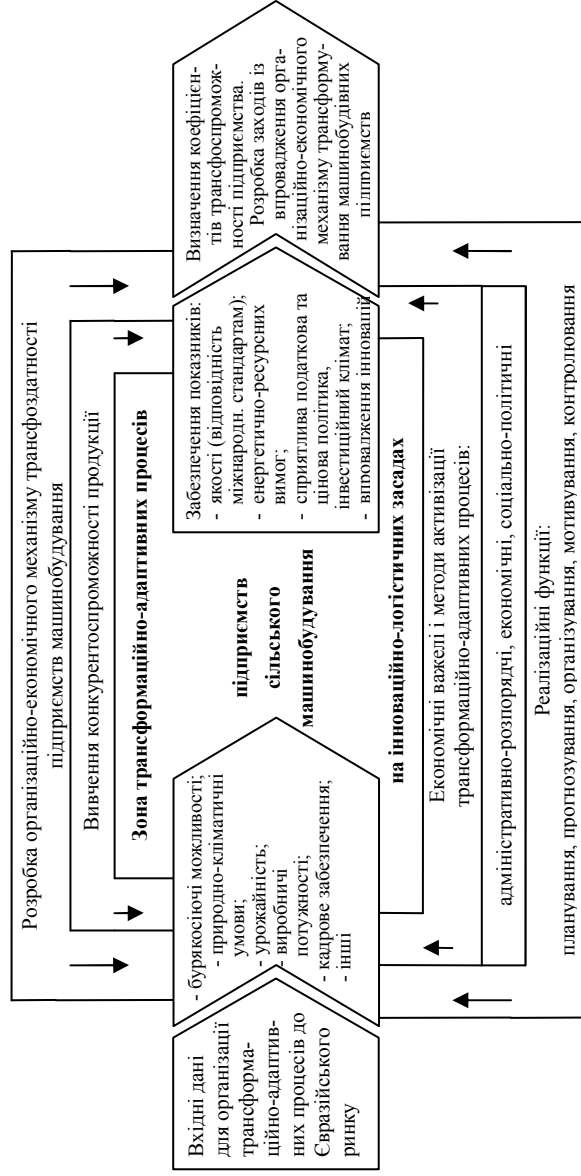 Розробка організаційно-економічного механізму трансфоздатності
підприємств машинобудування
Вивчення конкурентоспроможності продукції
Зона трансформаційно-адаптивних процесів
Вхідні дані
для організації
трансформа-
ційно-адаптив-
них процесів до
Євразійського
ринку
- бурякосіючі можливості;
- природно-кліматичні
умови;
- урожайність;
- виробничі
потужності;
- кадрове забезпечення;
- інші
підприємств
сільського
машинобудування
Забезпечення показників:
- якості (відповідність
міжнародн. стандартам);
- енергетично-ресурсних
вимог;
- сприятлива податкова та
цінова політика,
інвестиційний клімат;
- впровадження інновацій
Визначення коефіцієн-
тів трансфоспромож-
ності підприємства.
Розробка заходів із
впровадження орга-
нізаційно-економічного
механізму трансформу-
вання машинобудівних
підприємств
на інноваційно-логістичних засадах
Економічні важелі і методи активізації
трансформаційно-адаптивних процесів:
адміністративно-розпорядчі, економічні, соціально-політичні
Реалізаційні функції:
планування, прогнозування, організування, мотивування, контролювання